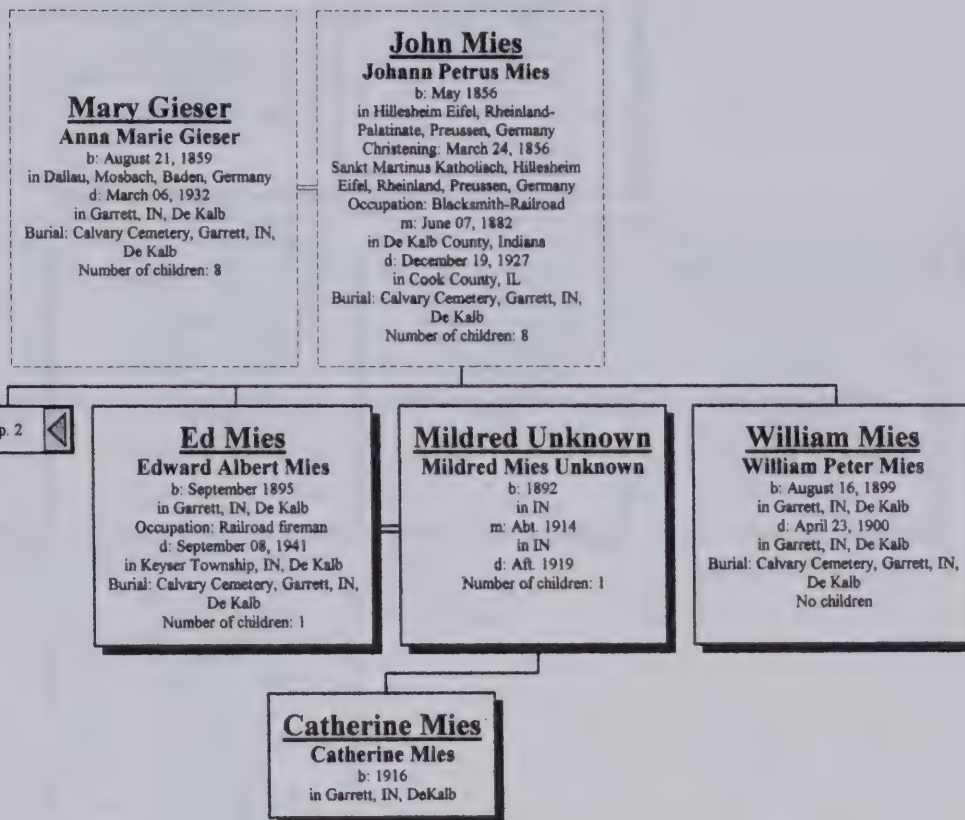 Mary Gieser
Anna Marie Gieser
b: August 21, 1859
in Dallau, Mosbach, Baden, Germany
d: March 06, 1932
in Garrett, IN, De Kalb
Burial: Calvary Cemetery, Garrett, IN,
De Kalb
Number of children: 8
John Mies
Johann Petrus Mies
b: May 1856
in Hillesheim Eifel, Rheinland-
Palatinate, Preussen, Germany
Christening: March 24, 1856
Sankt Martinus Katholisch, Hillesheim
Eifel, Rheinland, Preussen, Germany
Occupation: Blacksmith-Railroad
m: June 07, 1882
in De Kalb County, Indiana
d: December 19, 1927
in Cook County, IL
Burial: Calvary Cemetery, Garrett, IN,
De Kalb
Number of children: 8
p. 2
Ed Mies
Edward Albert Mies
b: September 1895
in Garrett, IN, De Kalb
Occupation: Railroad fireman
d: September 08, 1941
in Keyser Township, IN, De Kalb
Burial: Calvary Cemetery, Garrett, IN,
De Kalb
Number of children: 1
Mildred Unknown
Mildred Mies Unknown
b: 1892
in IN
m: Abt. 1914
in IN
d: Aft. 1919
Number of children: 1
William Mies
William Peter Mies
b: August 16, 1899
in Garrett, IN, De Kalb
d: April 23, 1900
in Garrett, IN, De Kalb
Burial: Calvary Cemetery, Garrett, IN,
De Kalb
No children
Catherine Mies
Catherine Mies
b: 1916
in Garrett, IN, DeKalb